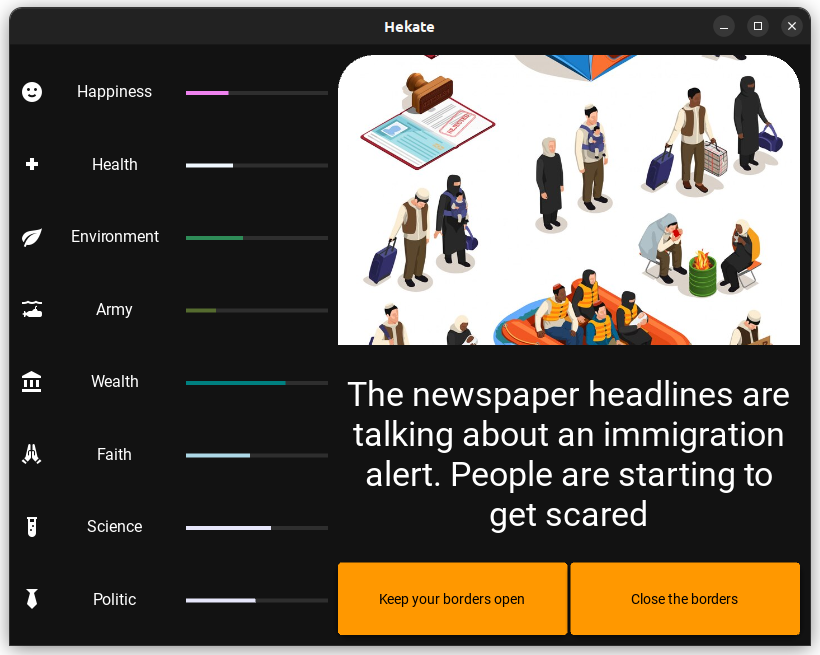 Hekate
Happiness
Health
Environment
Army
Wealth
Faith
Science
Politic
The newspaper headlines are
talking about an immigration
alert. People are starting to
get scared
Keep your borders open
Close the borders